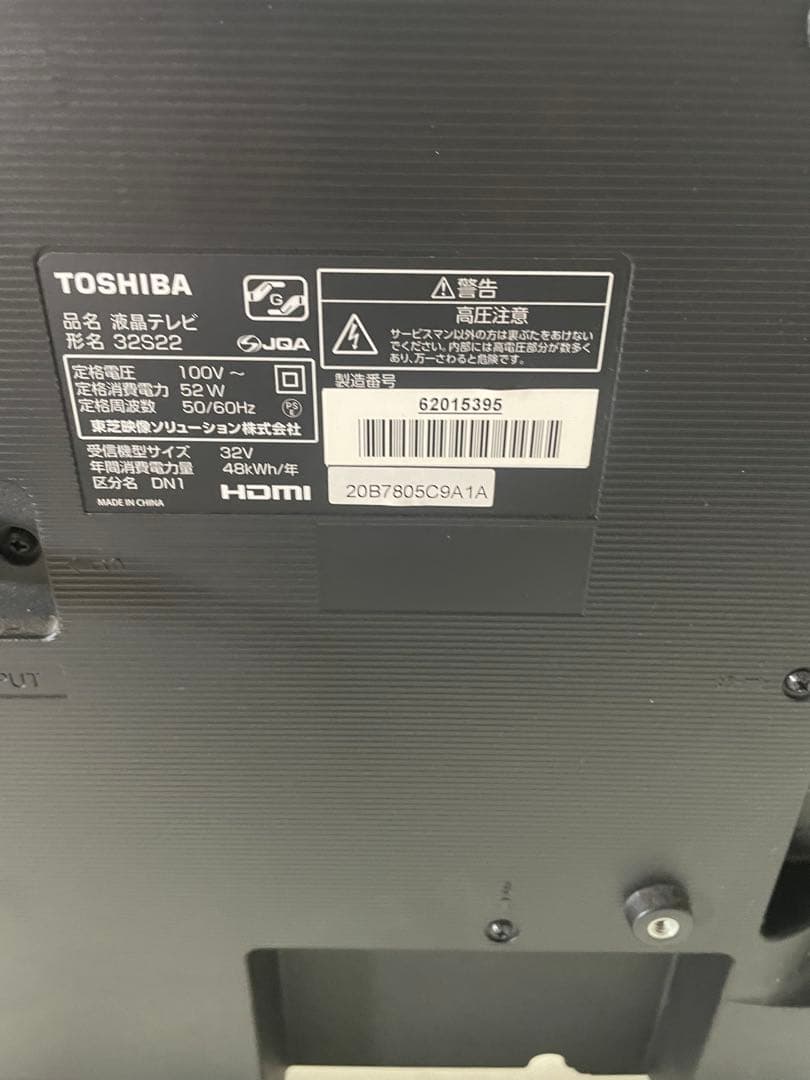 TOSHIBA
G
品名 液晶テレビ
形名 32S22
JQA
定格電圧 100V～
定格消費電力 52W
定格周波数 50/60Hz
PS
E
東芝映像ソリューション株式会社
受信機型サイズ 32V
年間消費電力量 48kWh/年
区分名 DN1
HDMI
MADE IN CHINA
警告
高圧注意
サービスマン以外の方は裏ぶたをあけない
でください。内部には高電圧部分が数多く
あり、万一さわると危険です。
製造番号
62015395
20B7805C9A1A
PUT